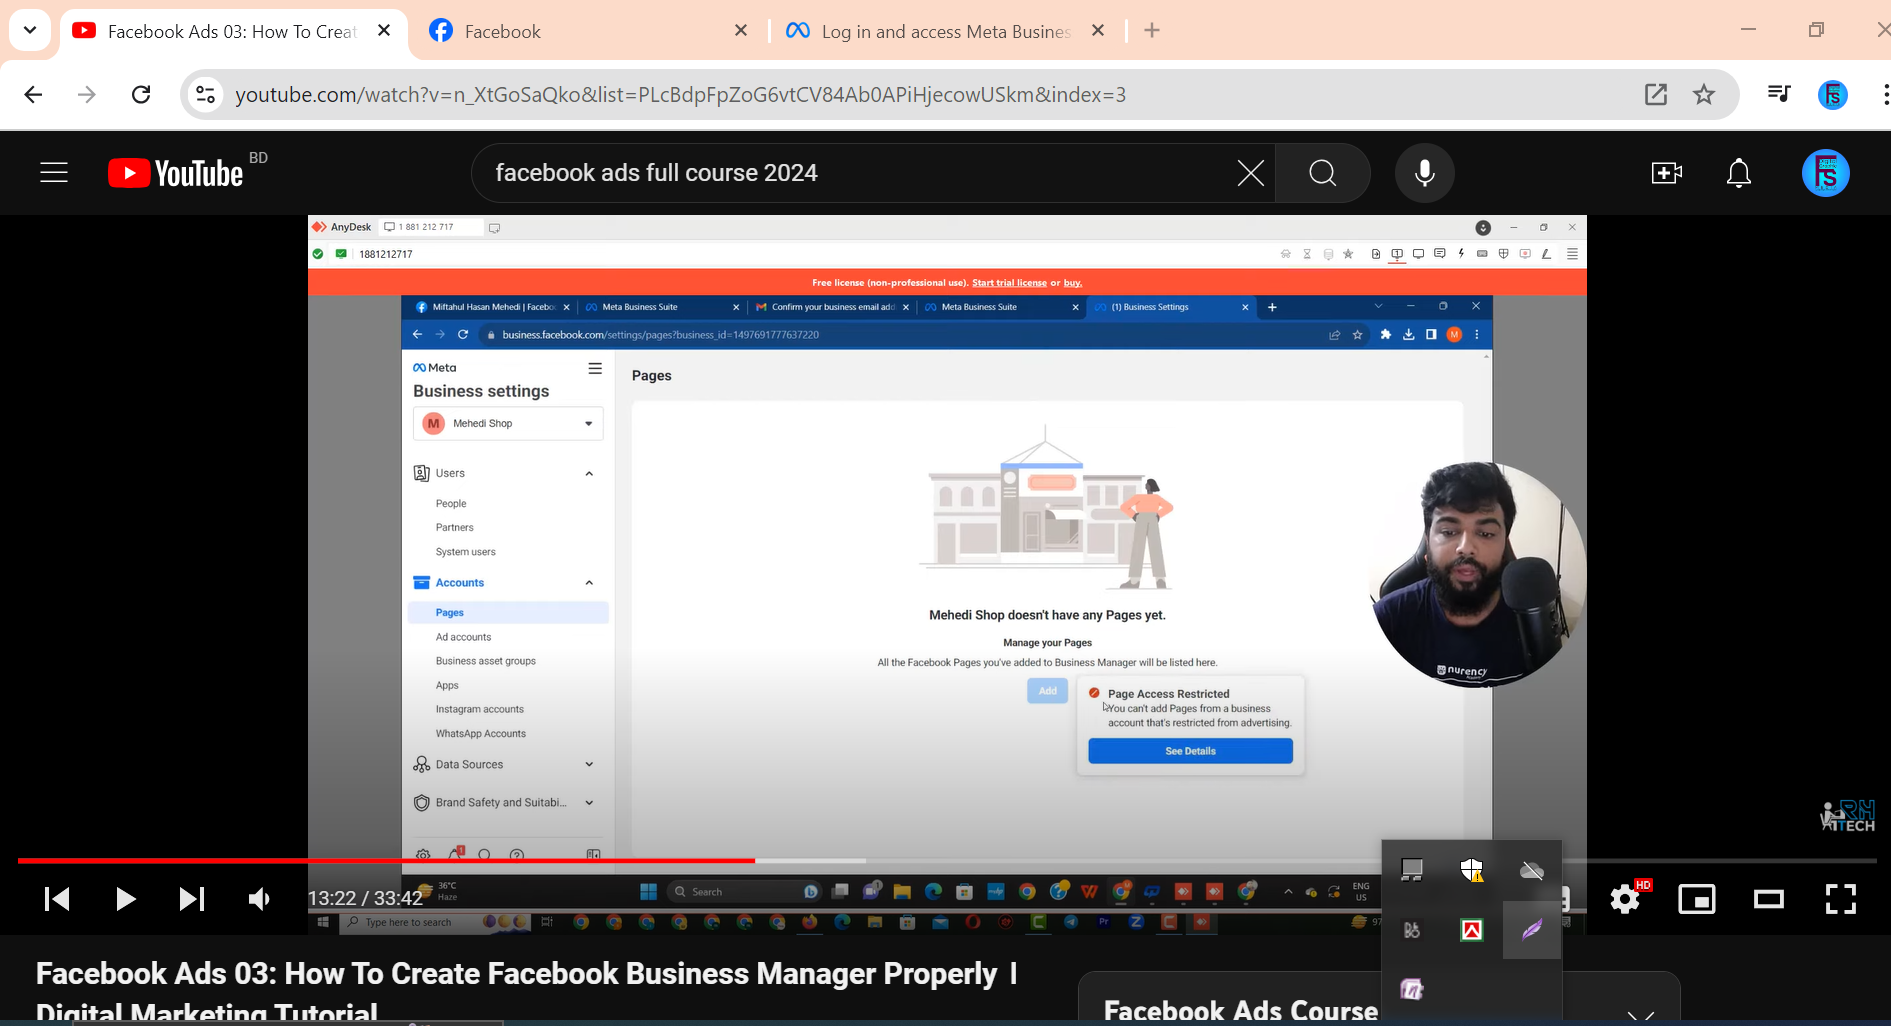 Facebook Ads 03: How To Creat
Facebook
Log in and access Meta Busines
youtube.com/watch?v=n_XtGoSaQko&list=PLcBdpFpZoG6vtCV84Ab0APiHjecowUSkm&index=3
YouTube BD
facebook ads full course 2024
AnyDesk
1 881 212 717
1881212717
Free license (non-professional use). Start trial license or buy.
Miftahul Hasan Mehedi | Facebo
Meta Business Suite
Confirm your business email add
Meta Business Suite
(1) Business Settings
business.facebook.com/settings/pages?business_id=1497691777637220
M
Meta
Business settings
M Mehedi Shop
Users
People
Partners
System users
Accounts
Pages
Ad accounts
Business asset groups
Apps
Instagram accounts
WhatsApp Accounts
Data Sources
Brand Safety and Suitabi...
Pages
Mehedi Shop doesn't have any Pages yet.
Manage your Pages
All the Facebook Pages you've added to Business Manager will be listed here.
Add
Page Access Restricted
You can't add Pages from a business
account that's restricted from advertising.
See Details
nurency
RH
TECH
13:22 / 33:42
36°C
Haze
Search
ENG
US
HD
Type here to search
Facebook Ads 03: How To Create Facebook Business Manager Properly |
Digital Marketing Tutorial
Facebook Ads Course